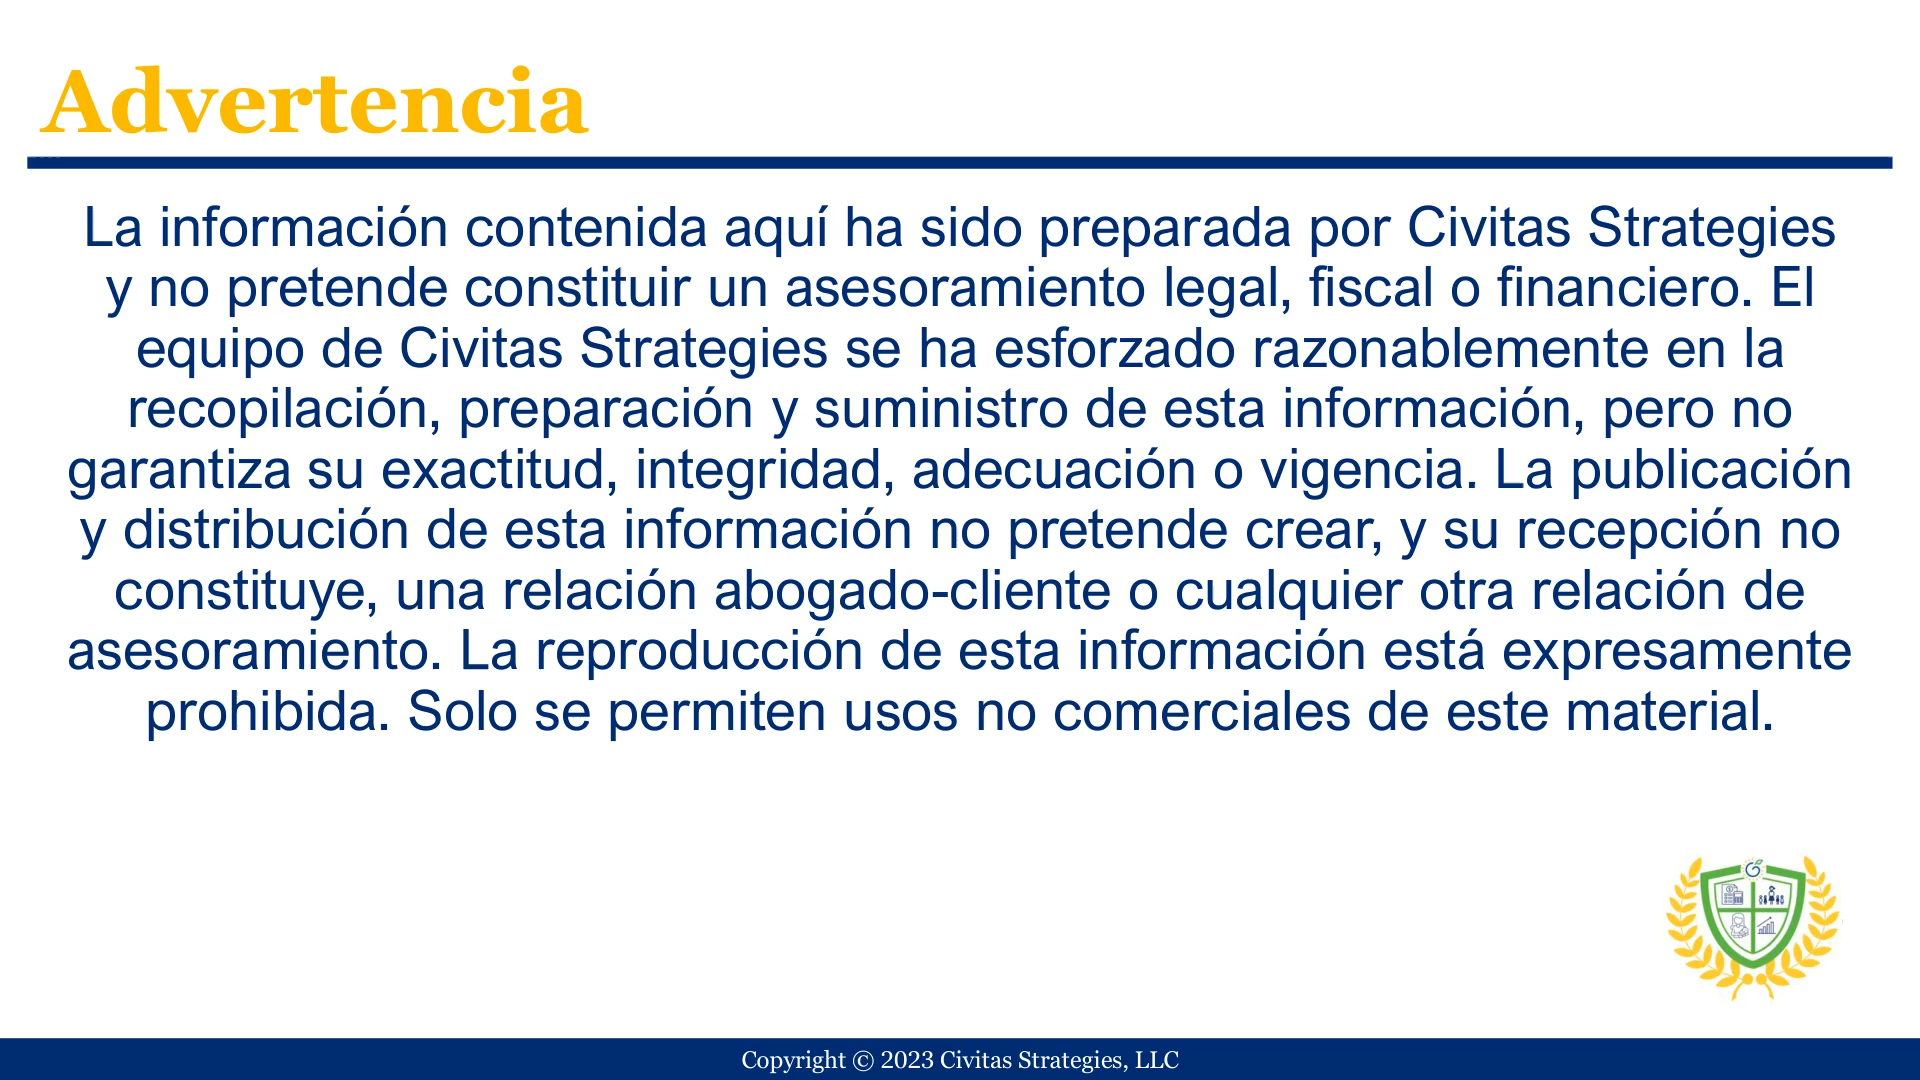 Advertencia
La información contenida aquí ha sido preparada por Civitas Strategies
y no pretende constituir un asesoramiento legal, fiscal o financiero. El
equipo de Civitas Strategies se ha esforzado razonablemente en la
recopilación, preparación y suministro de esta información, pero no
garantiza su exactitud, integridad, adecuación o vigencia. La publicación
y distribución de esta información no pretende crear, y su recepción no
constituye, una relación abogado-cliente o cualquier otra relación de
asesoramiento. La reproducción de esta información está expresamente
prohibida. Solo se permiten usos no comerciales de este material.
Copyright © 2023 Civitas Strategies, LLC